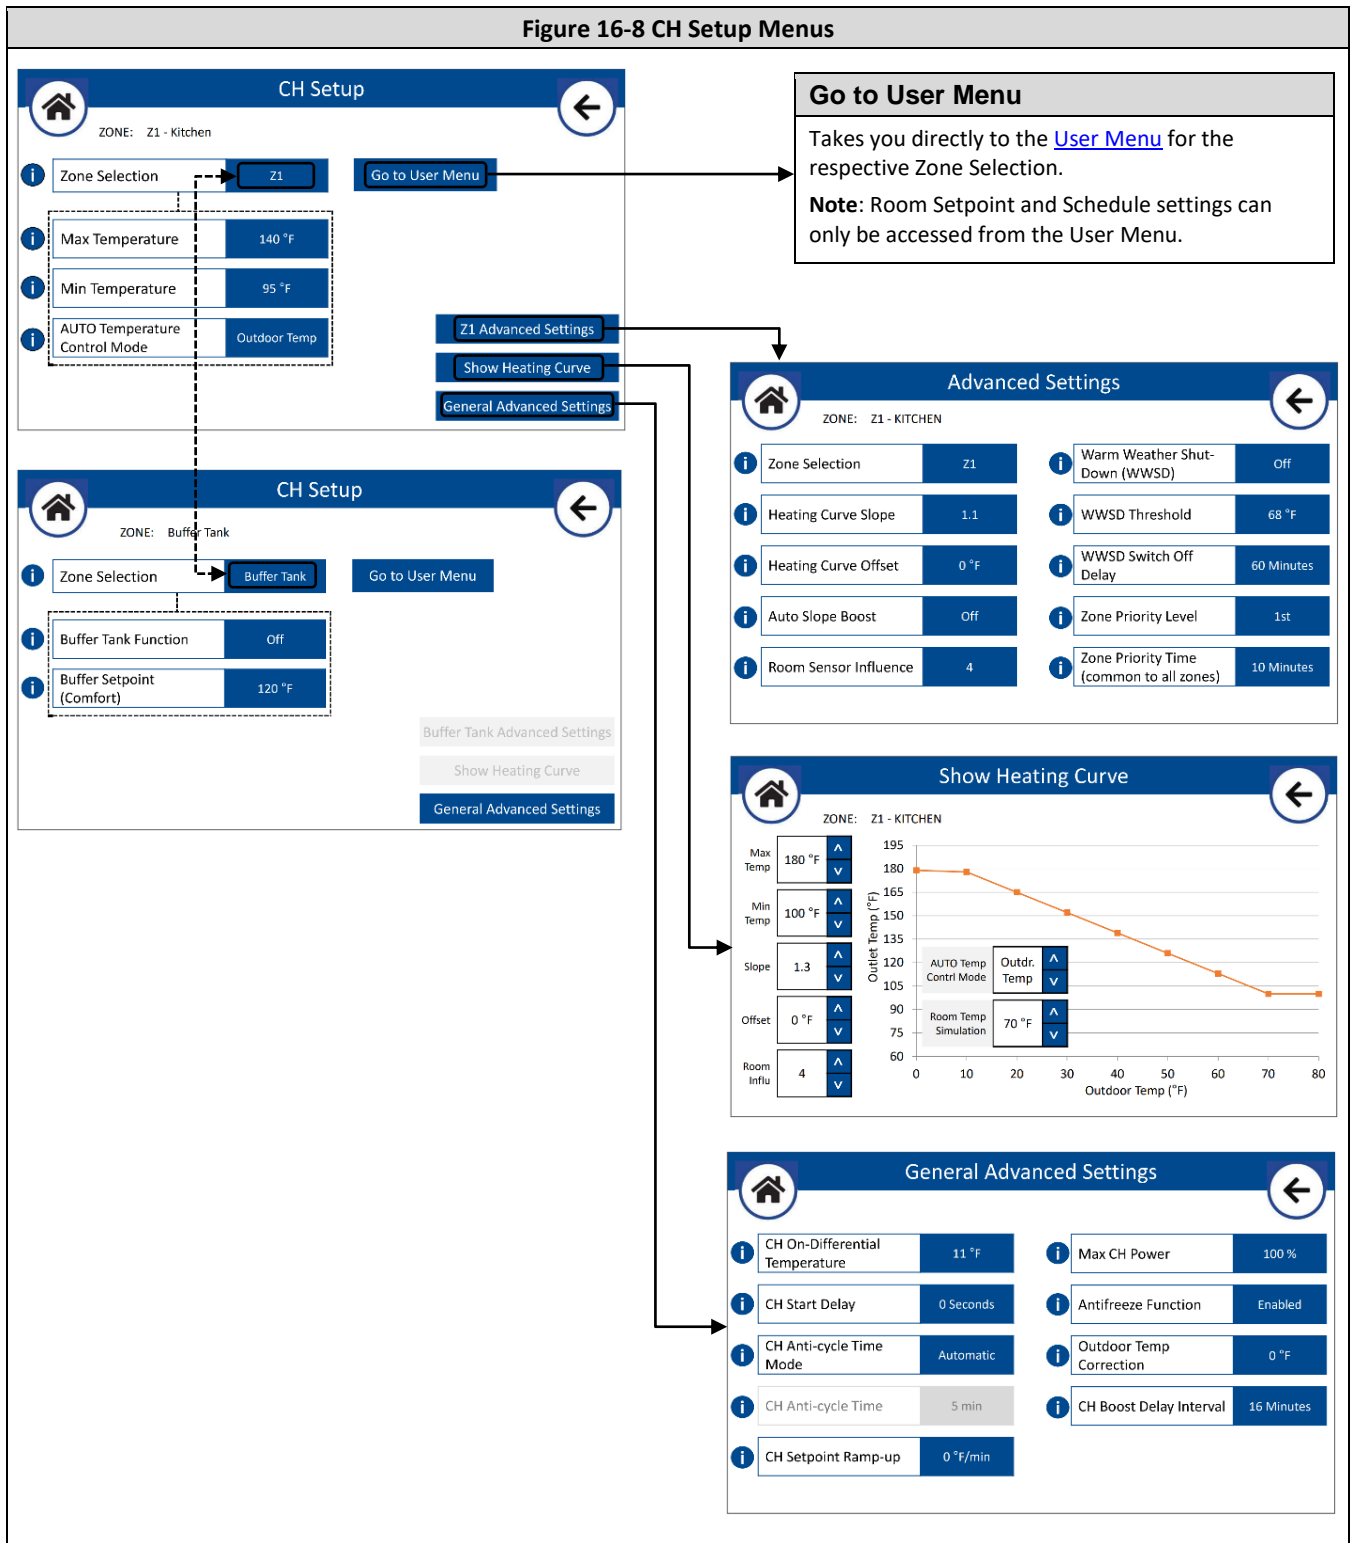 Figure 16-8 CH Setup Menus
CH Setup
ZONE: Z1 - Kitchen
Zone Selection Z1 Go to User Menu
Max Temperature 140 °F
Min Temperature 95 °F
AUTO Temperature
Control Mode
Outdoor Temp
Z1 Advanced Settings
Show Heating Curve
General Advanced Settings
Go to User Menu
Takes you directly to the User Menu for the
respective Zone Selection.
Note: Room Setpoint and Schedule settings can
only be accessed from the User Menu.
CH Setup
ZONE: Buffer Tank
Zone Selection Buffer Tank Go to User Menu
Buffer Tank Function Off
Buffer Setpoint
(Comfort)
120 °F
Buffer Tank Advanced Settings
Show Heating Curve
General Advanced Settings
Advanced Settings
ZONE: Z1 - KITCHEN
Zone Selection Z1
Heating Curve Slope 1.1
Heating Curve Offset 0 °F
Auto Slope Boost Off
Room Sensor Influence 4
Warm Weather Shut-
Down (WWSD)
Off
WWSD Threshold 68 °F
WWSD Switch Off
Delay
60 Minutes
Zone Priority Level 1st
Zone Priority Time
(common to all zones)
10 Minutes
Show Heating Curve
ZONE: Z1 - KITCHEN
Max
Temp
180 °F
Min
Temp
100 °F
Slope 1.3
Offset 0 °F
Room
Influ
4
Outlet Temp (°F)
195
180
165
150
135
120
105
90
75
60
AUTO Temp
Contrl Mode
Outdr.
Temp
Room Temp
Simulation
70 °F
0 10 20 30 40 50 60 70 80
Outdoor Temp (°F)
General Advanced Settings
CH On-Differential
Temperature
11 °F
CH Start Delay 0 Seconds
CH Anti-cycle Time
Mode
Automatic
CH Anti-cycle Time 5 min
CH Setpoint Ramp-up 0 °F/min
Max CH Power 100 %
Antifreeze Function Enabled
Outdoor Temp
Correction
0 °F
CH Boost Delay Interval 16 Minutes